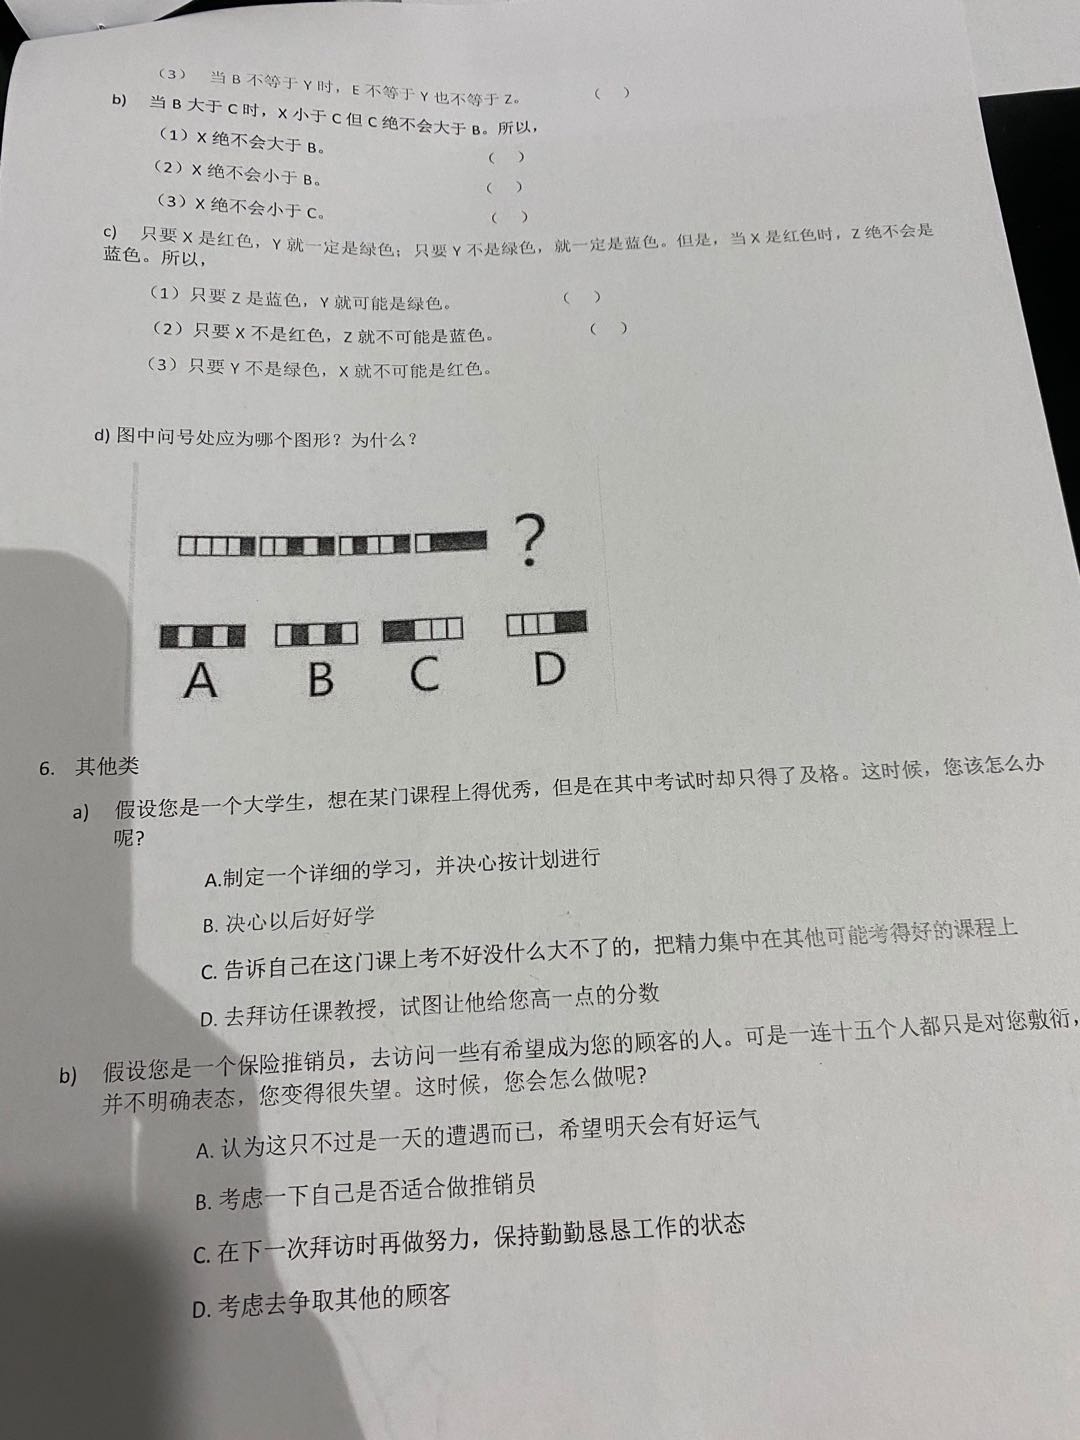 （3） 当 B 不等于 Y 时，E 不等于 Y 也不等于 Z。 （ ）
b) 当 B 大于 C 时，X 小于 C 但 C 绝不会大于 B。所以，
（1）X 绝不会大于 B。 （ ）
（2）X 绝不会小于 B。 （ ）
（3）X 绝不会小于 C。 （ ）
c) 只要 X 是红色，Y 就一定是绿色；只要 Y 不是绿色，就一定是蓝色。但是，当 X 是红色时，Z 绝不会是
蓝色。所以，
（1）只要 Z 是蓝色，Y 就可能是绿色。 （ ）
（2）只要 X 不是红色，Z 就不可能是蓝色。 （ ）
（3）只要 Y 不是绿色，X 就不可能是红色。
d) 图中问号处应为哪个图形？为什么？
?
A B C D
6. 其他类
a) 假设您是一个大学生，想在某门课程上得优秀，但是在其中考试时却只得了及格。这时候，您该怎么办
呢?
A.制定一个详细的学习，并决心按计划进行
B. 决心以后好好学
C. 告诉自己在这门课上考不好没什么大不了的，把精力集中在其他可能考得好的课程上
D. 去拜访任课教授，试图让他给您高一点的分数
b) 假设您是一个保险推销员，去访问一些有希望成为您的顾客的人。可是一连十五个人都只是对您敷衍，
并不明确表态，您变得很失望。这时候，您会怎么做呢?
A. 认为这只不过是一天的遭遇而已，希望明天会有好运气
B. 考虑一下自己是否适合做推销员
C. 在下一次拜访时再做努力，保持勤勤恳恳工作的状态
D. 考虑去争取其他的顾客